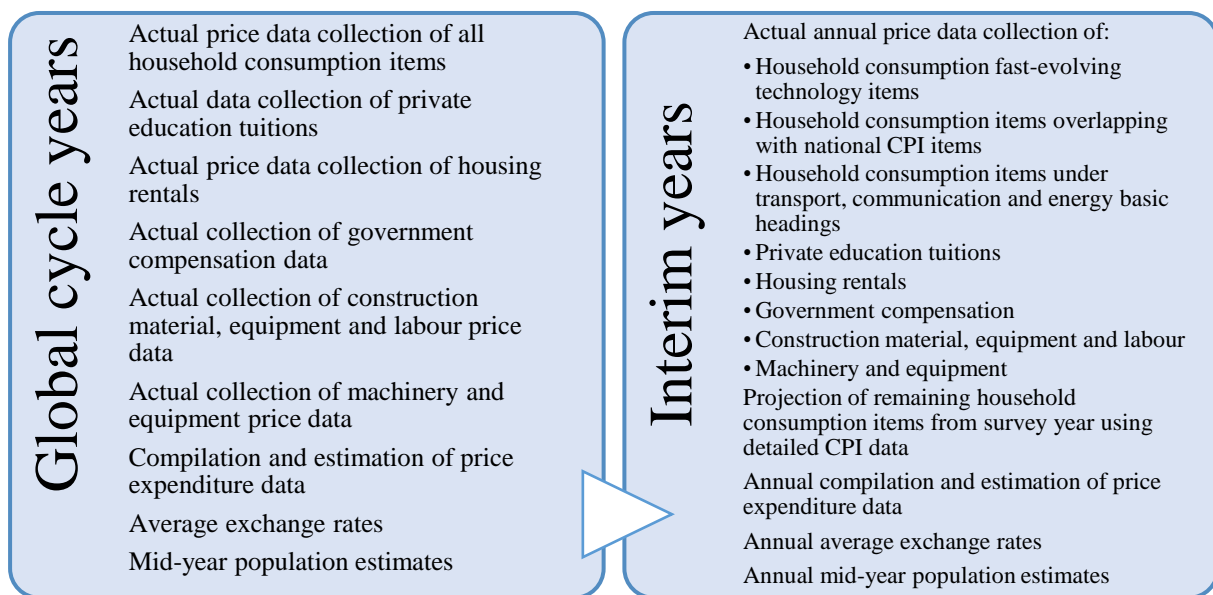 Global cycle years
Actual price data collection of all
household consumption items
Actual data collection of private
education tuitions
Actual price data collection of housing
rentals
Actual collection of government
compensation data
Actual collection of construction
material, equipment and labour price
data
Actual collection of machinery and
equipment price data
Compilation and estimation of price
expenditure data
Average exchange rates
Mid-year population estimates
Interim years
Actual annual price data collection of:
• Household consumption fast-evolving
technology items
• Household consumption items overlapping
with national CPI items
• Household consumption items under
transport, communication and energy basic
headings
• Private education tuitions
• Housing rentals
• Government compensation
• Construction material, equipment and labour
• Machinery and equipment
Projection of remaining household
consumption items from survey year using
detailed CPI data
Annual compilation and estimation of price
expenditure data
Annual average exchange rates
Annual mid-year population estimates